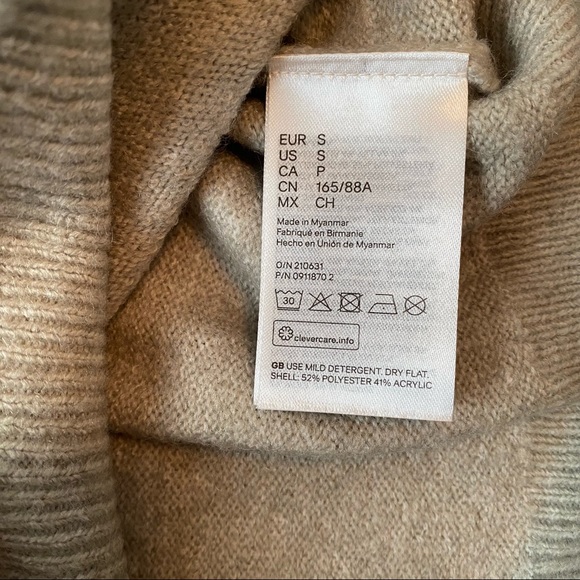 EUR S
US S
CA P
CN 165/88A
MX CH
Made in Myanmar
Fabriqué en Birmanie
Hecho en Unión de Myanmar
O/N 210631
P/N 0911870 2
30
clevercare.info
GB USE MILD DETERGENT. DRY FLAT.
SHELL: 52% POLYESTER 41% ACRYLIC